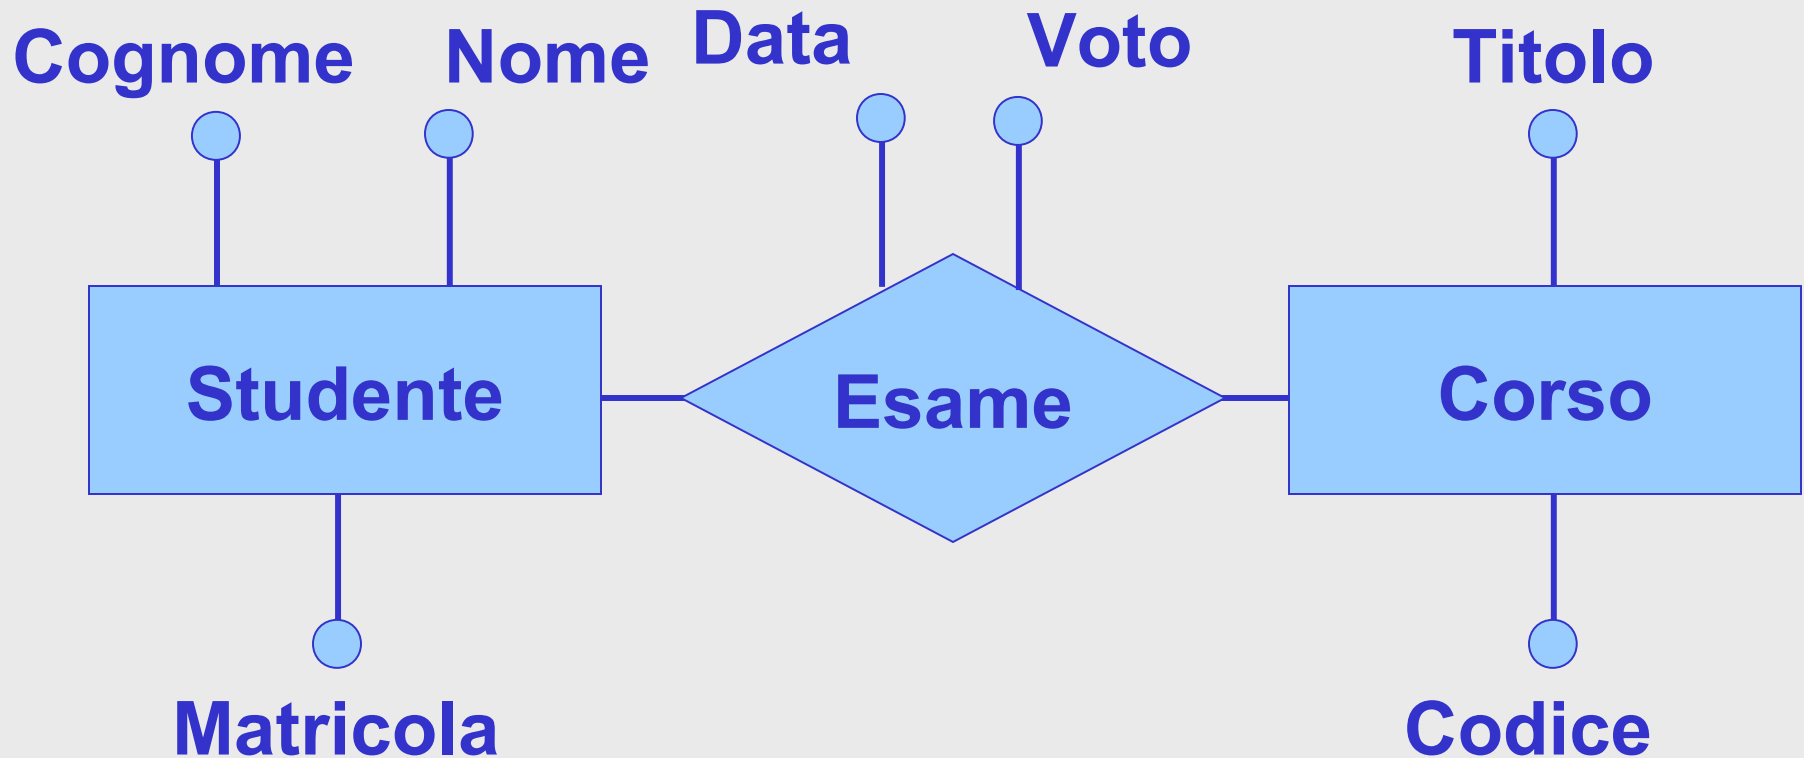 Cognome
Nome
Data
Voto
Titolo
Studente
Esame
Corso
Matricola
Codice